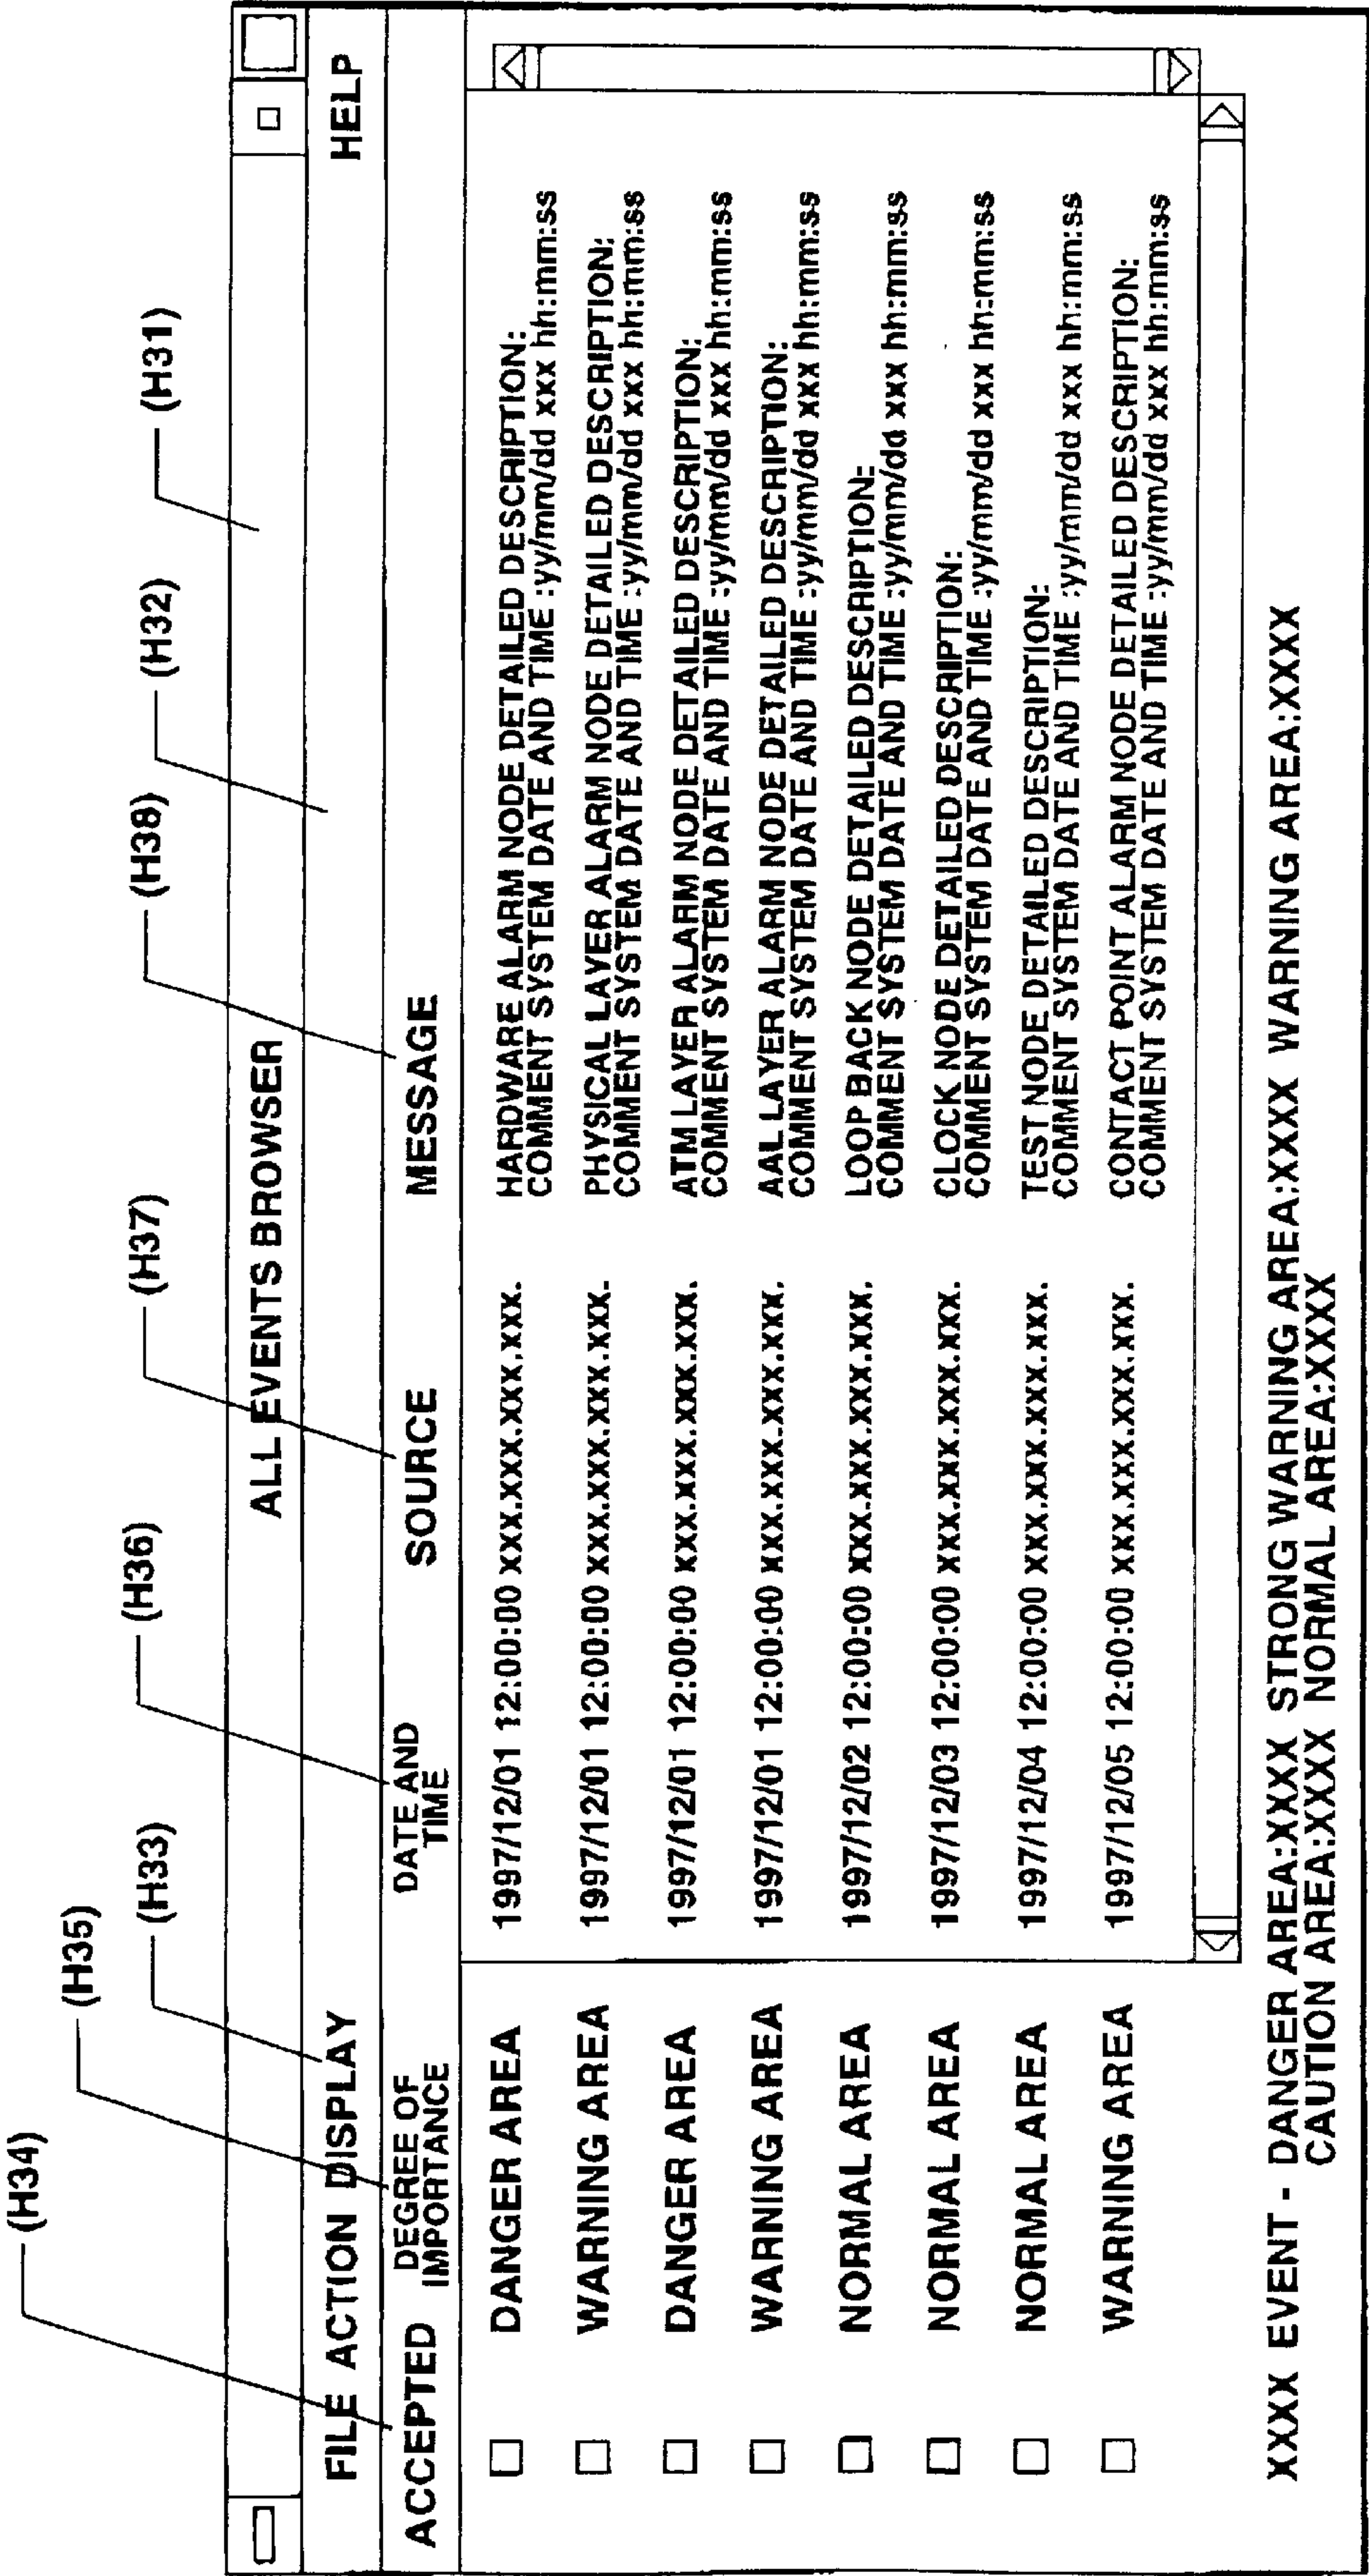 (H34)
(H35)
(H33)
(H36)
(H37)
(H38)
(H32)
(H31)
ALL EVENTS BROWSER
FILE ACTION DISPLAY HELP
ACCEPTED DEGREE OF IMPORTANCE DATE AND TIME SOURCE MESSAGE
DANGER AREA 1997/12/01 12:00:00 xxx.xxx.xxx.xxx. HARDWARE ALARM NODE DETAILED DESCRIPTION:
COMMENT SYSTEM DATE AND TIME :yy/mm/dd xxx hh:mm:ss
WARNING AREA 1997/12/01 12:00:00 xxx.xxx.xxx.xxx. PHYSICAL LAYER ALARM NODE DETAILED DESCRIPTION:
COMMENT SYSTEM DATE AND TIME :yy/mm/dd xxx hh:mm:ss
DANGER AREA 1997/12/01 12:00:00 xxx.xxx.xxx.xxx. ATM LAYER ALARM NODE DETAILED DESCRIPTION:
COMMENT SYSTEM DATE AND TIME :yy/mm/dd xxx hh:mm:ss
WARNING AREA 1997/12/01 12:00:00 xxx.xxx.xxx.xxx. AAL LAYER ALARM NODE DETAILED DESCRIPTION:
COMMENT SYSTEM DATE AND TIME :yy/mm/dd xxx hh:mm:ss
NORMAL AREA 1997/12/02 12:00:00 xxx.xxx.xxx.xxx. LOOP BACK NODE DETAILED DESCRIPTION:
COMMENT SYSTEM DATE AND TIME :yy/mm/dd xxx hh:mm:ss
NORMAL AREA 1997/12/03 12:00:00 xxx.xxx.xxx.xxx. CLOCK NODE DETAILED DESCRIPTION:
COMMENT SYSTEM DATE AND TIME :yy/mm/dd xxx hh:mm:ss
NORMAL AREA 1997/12/04 12:00:00 xxx.xxx.xxx.xxx. TEST NODE DETAILED DESCRIPTION:
COMMENT SYSTEM DATE AND TIME :yy/mm/dd xxx hh:mm:ss
WARNING AREA 1997/12/05 12:00:00 xxx.xxx.xxx.xxx. CONTACT POINT ALARM NODE DETAILED DESCRIPTION:
COMMENT SYSTEM DATE AND TIME :yy/mm/dd xxx hh:mm:ss
XXXX EVENT - DANGER AREA:XXXX STRONG WARNING AREA:XXXX WARNING AREA:XXXX
CAUTION AREA:XXXX NORMAL AREA:XXXX